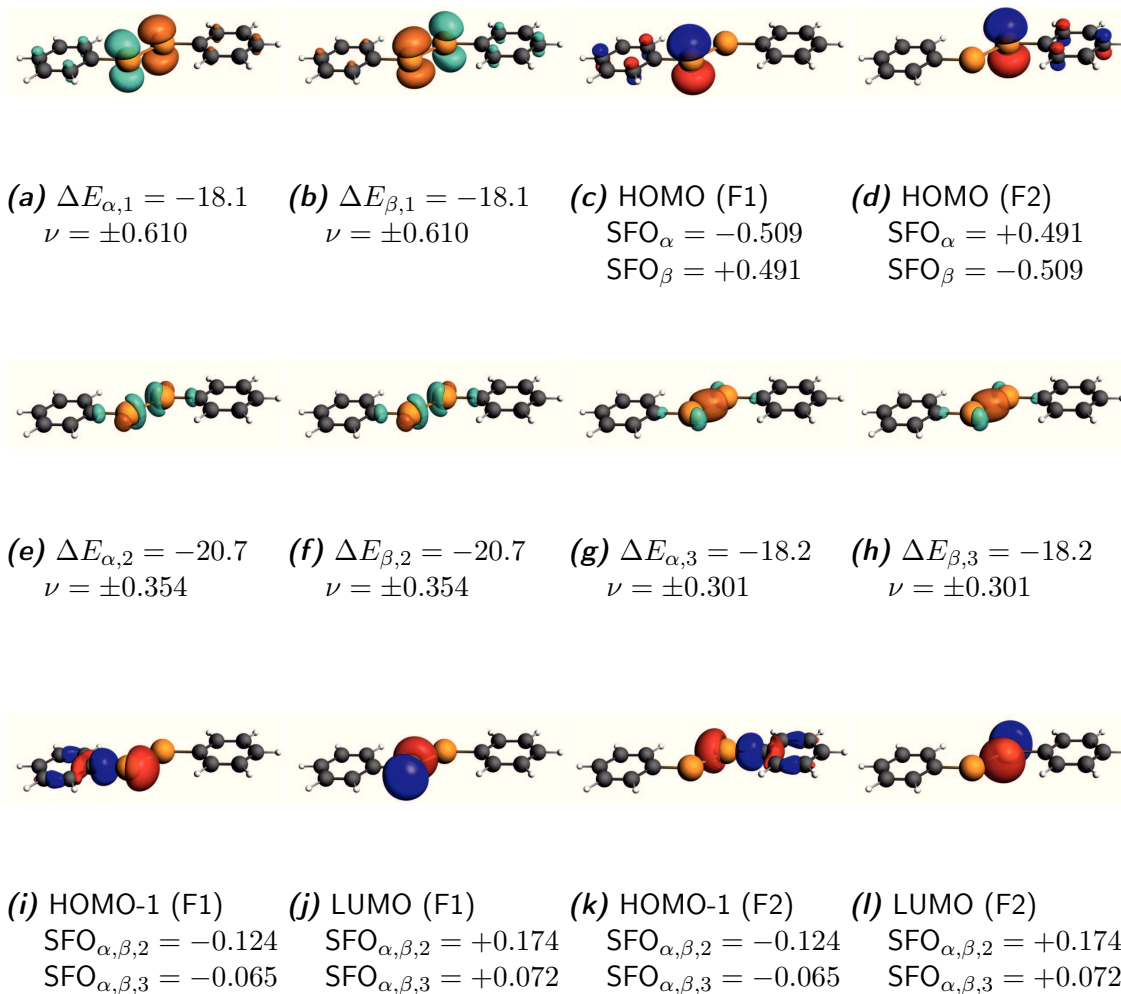 (a) ΔE_{α,1} = −18.1
ν = ±0.610
(b) ΔE_{β,1} = −18.1
ν = ±0.610
(c) HOMO (F1)
SFO_α = −0.509
SFO_β = +0.491
(d) HOMO (F2)
SFO_α = +0.491
SFO_β = −0.509
(e) ΔE_{α,2} = −20.7
ν = ±0.354
(f) ΔE_{β,2} = −20.7
ν = ±0.354
(g) ΔE_{α,3} = −18.2
ν = ±0.301
(h) ΔE_{β,3} = −18.2
ν = ±0.301
(i) HOMO-1 (F1)
SFO_{α,β,2} = −0.124
SFO_{α,β,3} = −0.065
(j) LUMO (F1)
SFO_{α,β,2} = +0.174
SFO_{α,β,3} = +0.072
(k) HOMO-1 (F2)
SFO_{α,β,2} = −0.124
SFO_{α,β,3} = −0.065
(l) LUMO (F2)
SFO_{α,β,2} = +0.174
SFO_{α,β,3} = +0.072